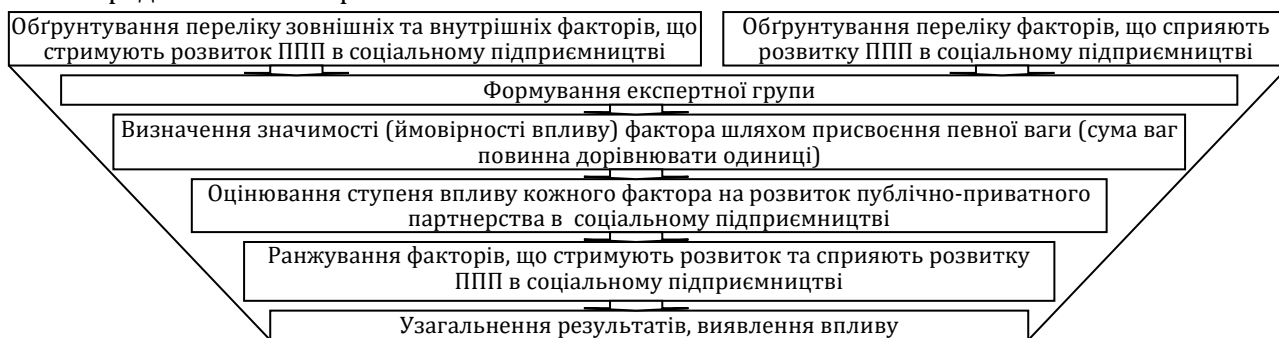 Обґрунтування переліку зовнішніх та внутрішніх факторів, що
стримують розвиток ППП в соціальному підприємництві
Обґрунтування переліку факторів, що сприяють
розвитку ППП в соціальному підприємництві
Формування експертної групи
Визначення значимості (ймовірності впливу) фактора шляхом присвоєння певної ваги (сума ваг
повинна дорівнювати одиниці)
Оцінювання ступеня впливу кожного фактора на розвиток публічно-приватного
партнерства в соціальному підприємництві
Ранжування факторів, що стримують розвиток та сприяють розвитку
ППП в соціальному підприємництві
Узагальнення результатів, виявлення впливу